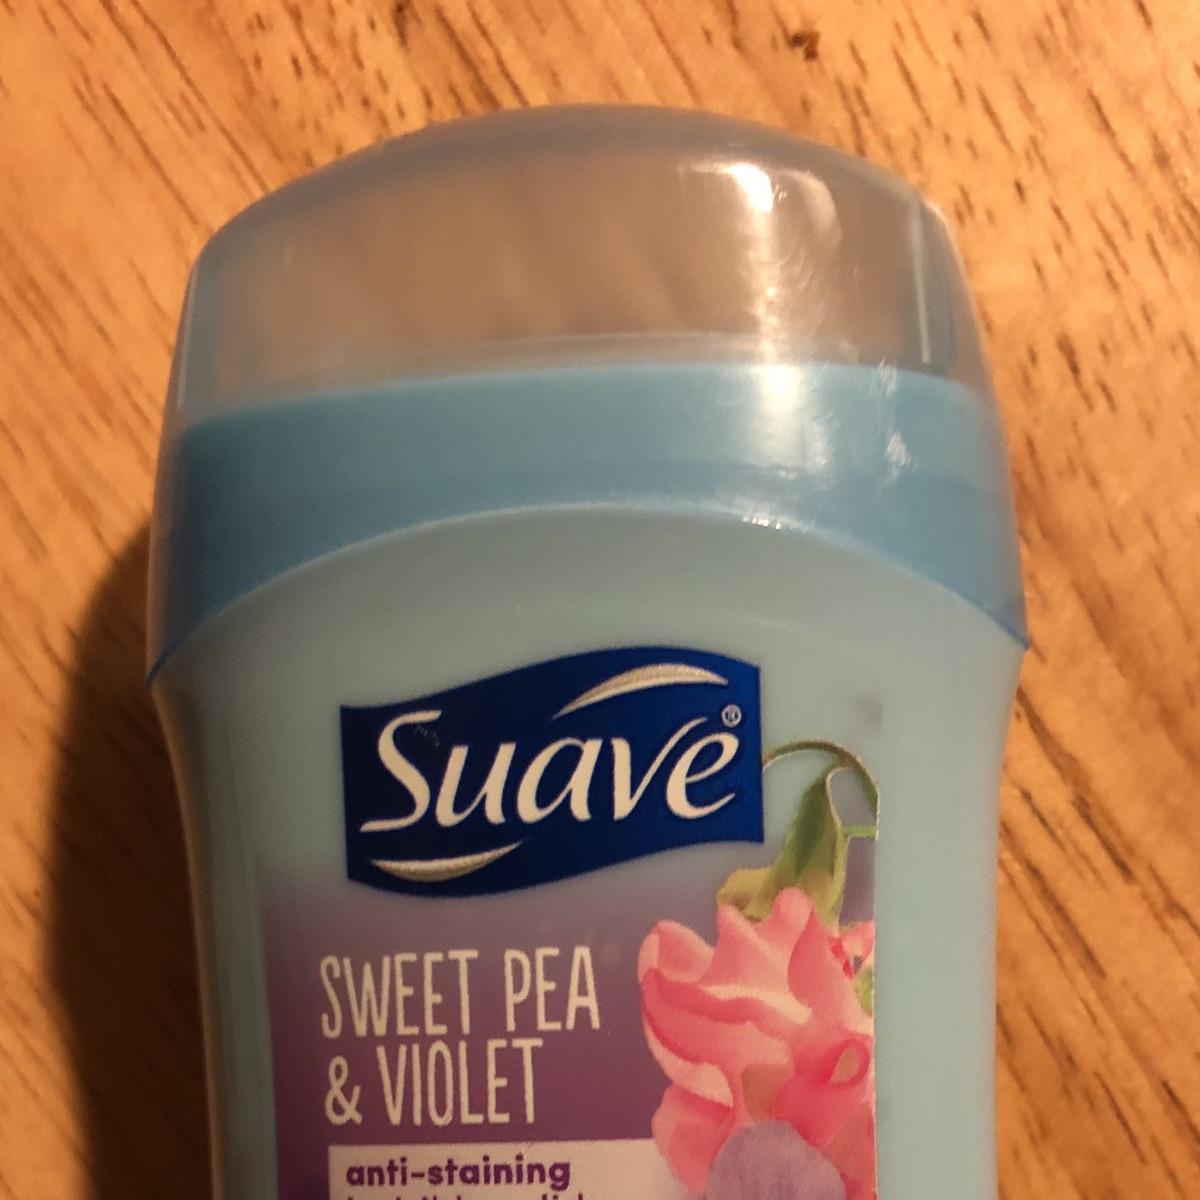 Suave®
SWEET PEA
& VIOLET
anti-staining